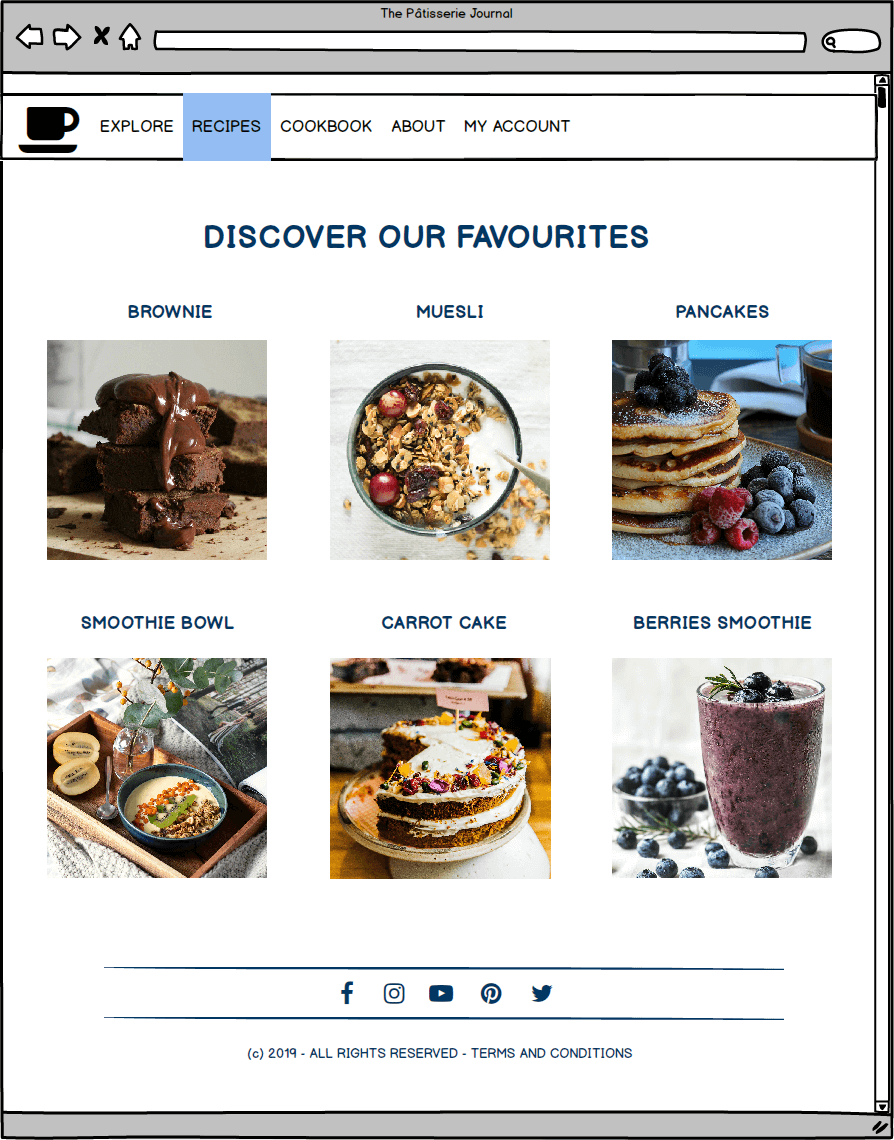 The Pâtisserie Journal
EXPLORE RECIPES COOKBOOK ABOUT MY ACCOUNT
DISCOVER OUR FAVOURITES
BROWNIE MUESLI PANCAKES
SMOOTHIE BOWL CARROT CAKE BERRIES SMOOTHIE
(c) 2019 - ALL RIGHTS RESERVED - TERMS AND CONDITIONS